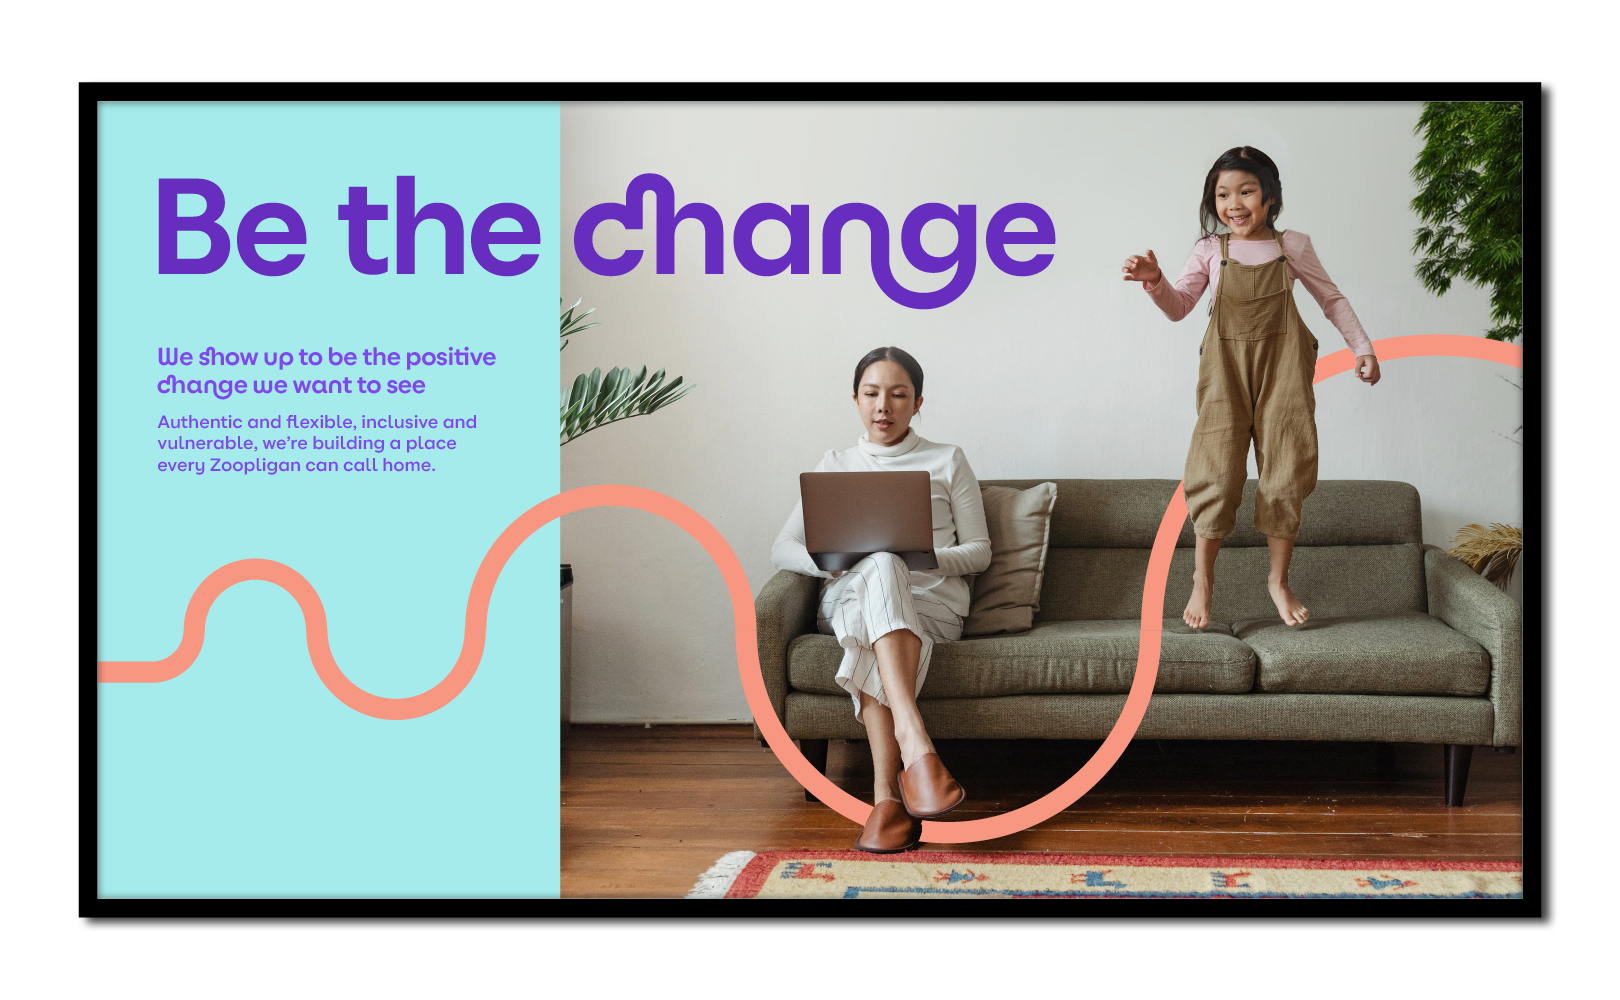 Be the change
We show up to be the positive
change we want to see
Authentic and flexible, inclusive and
vulnerable, we're building a place
every Zoopligan can call home.